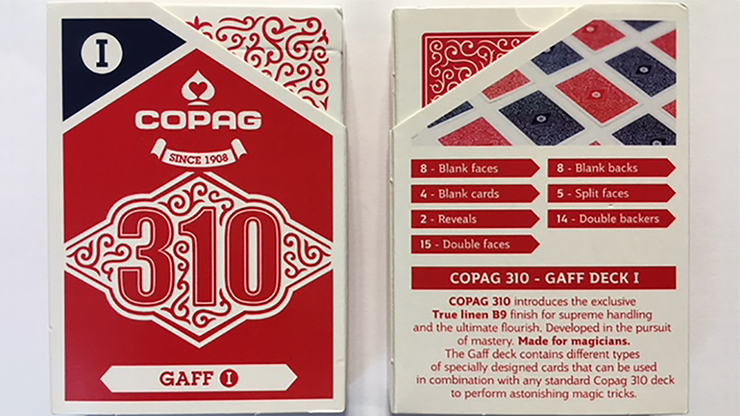 I
COPAG
SINCE 1908
310
GAFF I
8 - Blank faces
8 - Blank backs
4 - Blank cards
5 - Split faces
2 - Reveals
14 - Double backers
15 - Double faces
COPAG 310 - GAFF DECK I
COPAG 310 introduces the exclusive
True linen B9 finish for supreme handling
and the ultimate flourish. Developed in the pursuit
of mastery. Made for magicians.
The Gaff deck contains different types
of specially designed cards that can be used
in combination with any standard Copag 310 deck
to perform astonishing magic tricks.